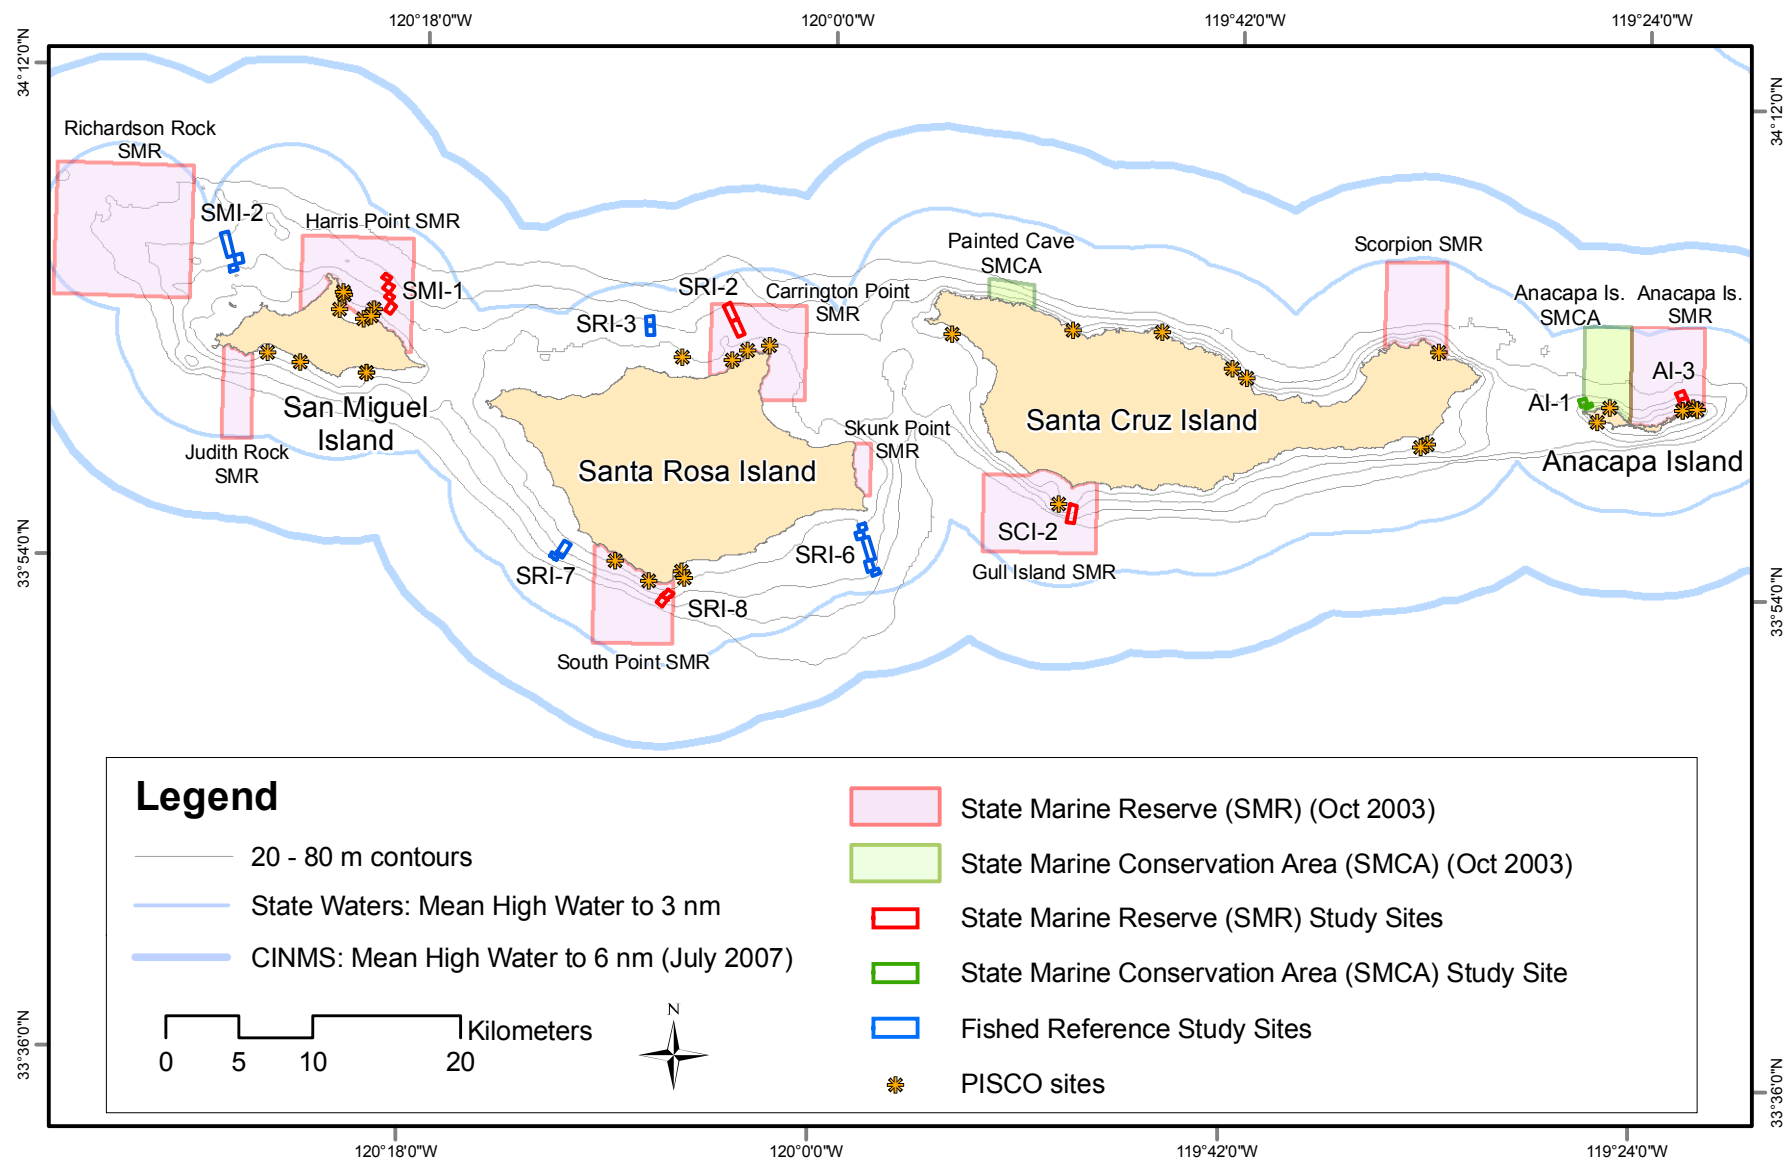 120°18'0"W
120°0'0"W
119°42'0"W
119°24'0"W
34°12'0"N
34°12'0"N
Richardson Rock
SMR
SMI-2
Harris Point SMR
SMI-1
SRI-2
SRI-3
Carrington Point
SMR
Painted Cave
SMCA
Scorpion SMR
Anacapa Is.
SMCA
Anacapa Is.
SMR
AI-3
AI-1
San Miguel
Island
Judith Rock
SMR
Santa Rosa Island
Skunk Point
SMR
Santa Cruz Island
Anacapa Island
SCI-2
Gull Island SMR
SRI-6
SRI-7
SRI-8
South Point SMR
33°54'0"N
33°54'0"N
Legend
20 - 80 m contours
State Waters: Mean High Water to 3 nm
CINMS: Mean High Water to 6 nm (July 2007)
Kilometers
0 5 10 20
N
State Marine Reserve (SMR) (Oct 2003)
State Marine Conservation Area (SMCA) (Oct 2003)
State Marine Reserve (SMR) Study Sites
State Marine Conservation Area (SMCA) Study Site
Fished Reference Study Sites
PISCO sites
33°36'0"N
33°36'0"N
120°18'0"W
120°0'0"W
119°42'0"W
119°24'0"W